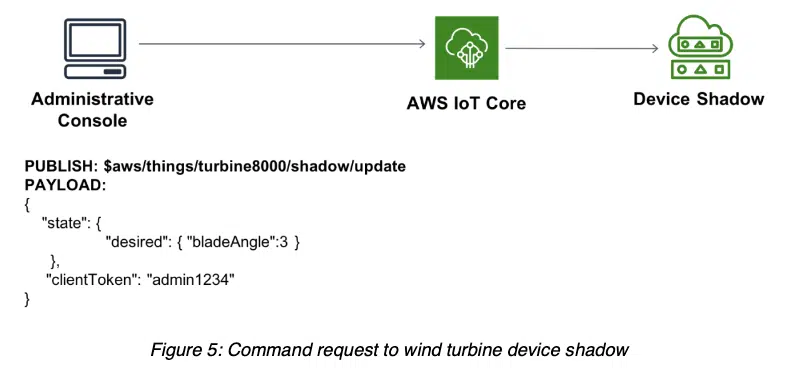 Administrative
Console
AWS IoT Core
Device Shadow
PUBLISH: $aws/things/turbine8000/shadow/update
PAYLOAD:
{
"state": {
"desired": { "bladeAngle":3 }
},
"clientToken": "admin1234"
}
Figure 5: Command request to wind turbine device shadow